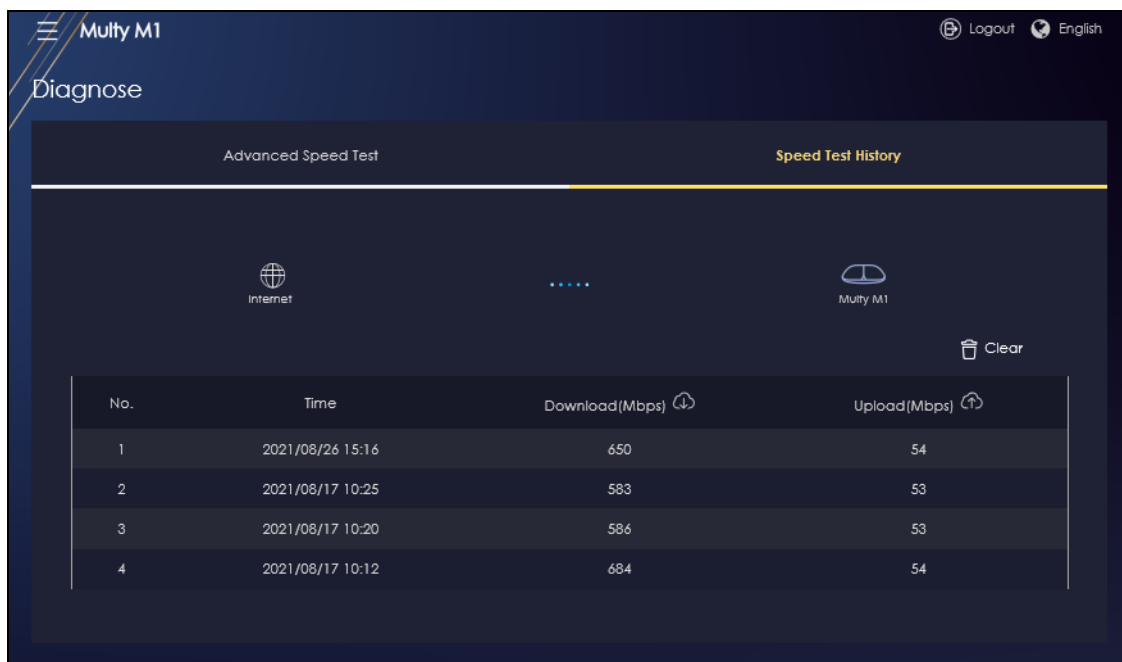 Multy M1 Logout English
Diagnose
Advanced Speed Test Speed Test History
Internet Multy M1
Clear
No. Time Download(Mbps) Upload(Mbps)
1 2021/08/26 15:16 650 54
2 2021/08/17 10:25 583 53
3 2021/08/17 10:20 586 53
4 2021/08/17 10:12 684 54